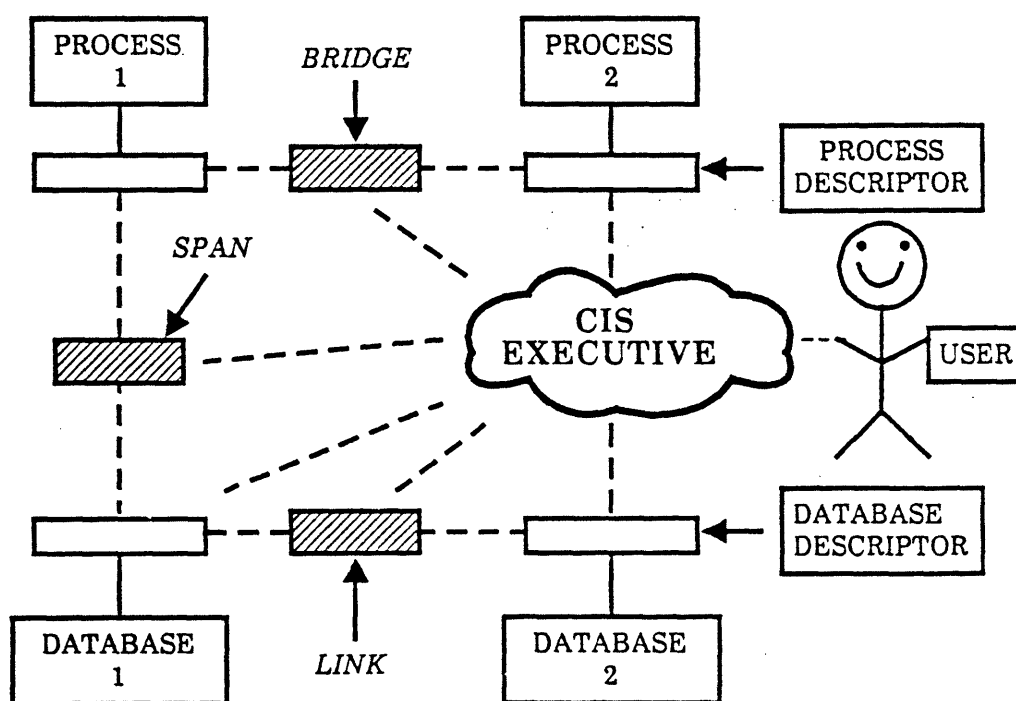 PROCESS
1
BRIDGE
PROCESS
2
PROCESS
DESCRIPTOR
SPAN
CIS
EXECUTIVE
USER
DATABASE
DESCRIPTOR
DATABASE
1
LINK
DATABASE
2